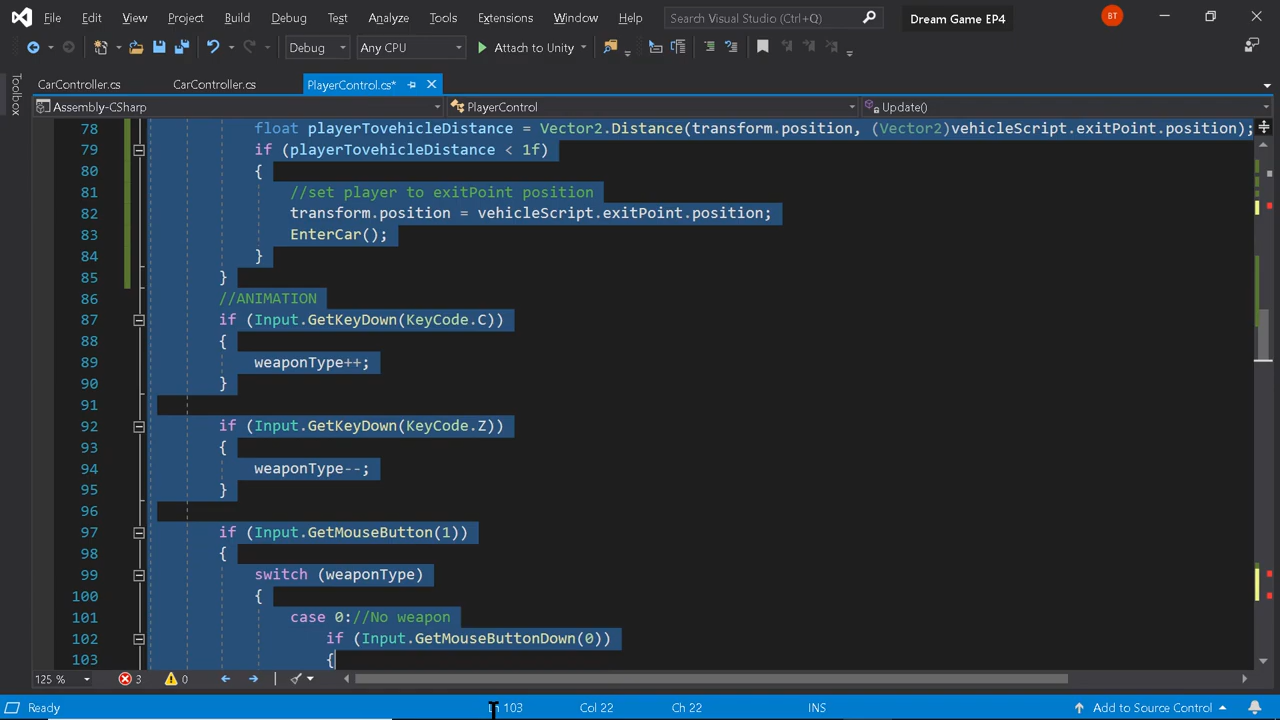 File Edit View Project Build Debug Test Analyze Tools Extensions Window Help Search Visual Studio (Ctrl+Q) Dream Game EP4 BT
Debug Any CPU Attach to Unity
Toolbox
CarController.cs CarController.cs PlayerControl.cs*
Assembly-CSharp PlayerControl Update()
78 float playerTovehicleDistance = Vector2.Distance(transform.position, (Vector2)vehicleScript.exitPoint.position);
79 if (playerTovehicleDistance < 1f)
80 {
81 //set player to exitPoint position
82 transform.position = vehicleScript.exitPoint.position;
83 EnterCar();
84 }
85 }
86 //ANIMATION
87 if (Input.GetKeyDown(KeyCode.C))
88 {
89 weaponType++;
90 }
91
92 if (Input.GetKeyDown(KeyCode.Z))
93 {
94 weaponType--;
95 }
96
97 if (Input.GetMouseButton(1))
98 {
99 switch (weaponType)
100 {
101 case 0://No weapon
102 if (Input.GetMouseButtonDown(0))
103 {
125 % 3 0
Ready Ln 103 Col 22 Ch 22 INS Add to Source Control